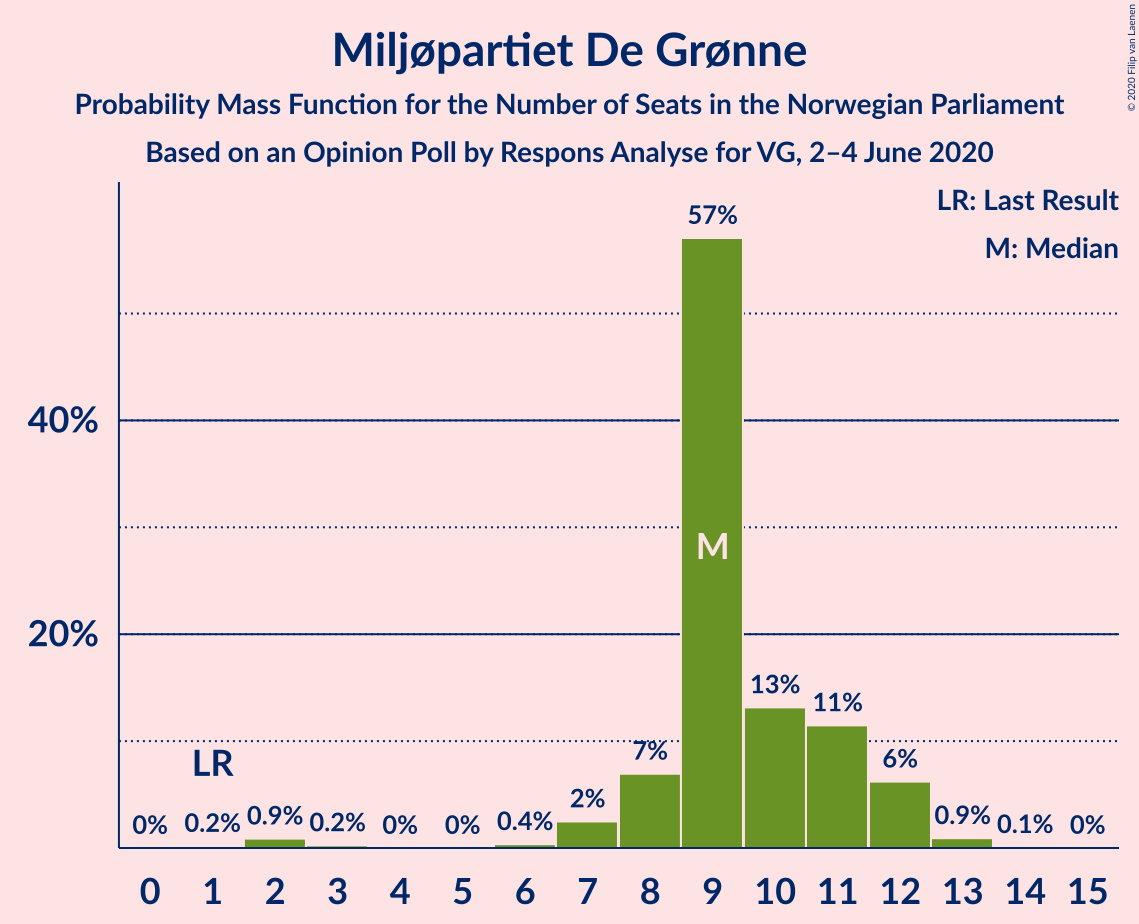 Miljøpartiet De Grønne
Probability Mass Function for the Number of Seats in the Norwegian Parliament
Based on an Opinion Poll by Respons Analyse for VG, 2–4 June 2020
© 2020 Filip van Laenen
LR: Last Result
M: Median
57%
40%
M
20%
13%
11%
LR
7%
6%
2%
0% 0.2% 0.9% 0.2% 0% 0% 0.4% 0.9% 0.1% 0%
0 1 2 3 4 5 6 7 8 9 10 11 12 13 14 15